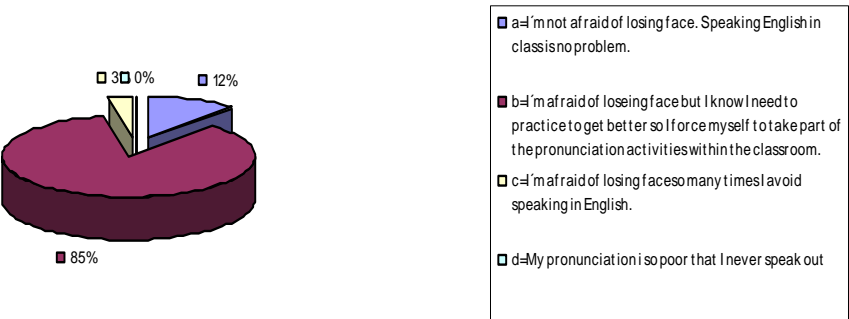 3% 0%
12%
85%
a=I´m not afraid of losing face. Speaking English in
class is no problem.
b=I´m afraid of loseing face but I know I need to
practice to get better so I force myself to take part of
the pronunciation activities within the classroom.
c=I´m afraid of losing face so many times I avoid
speaking in English.
d=My pronunciation i so poor that I never speak out